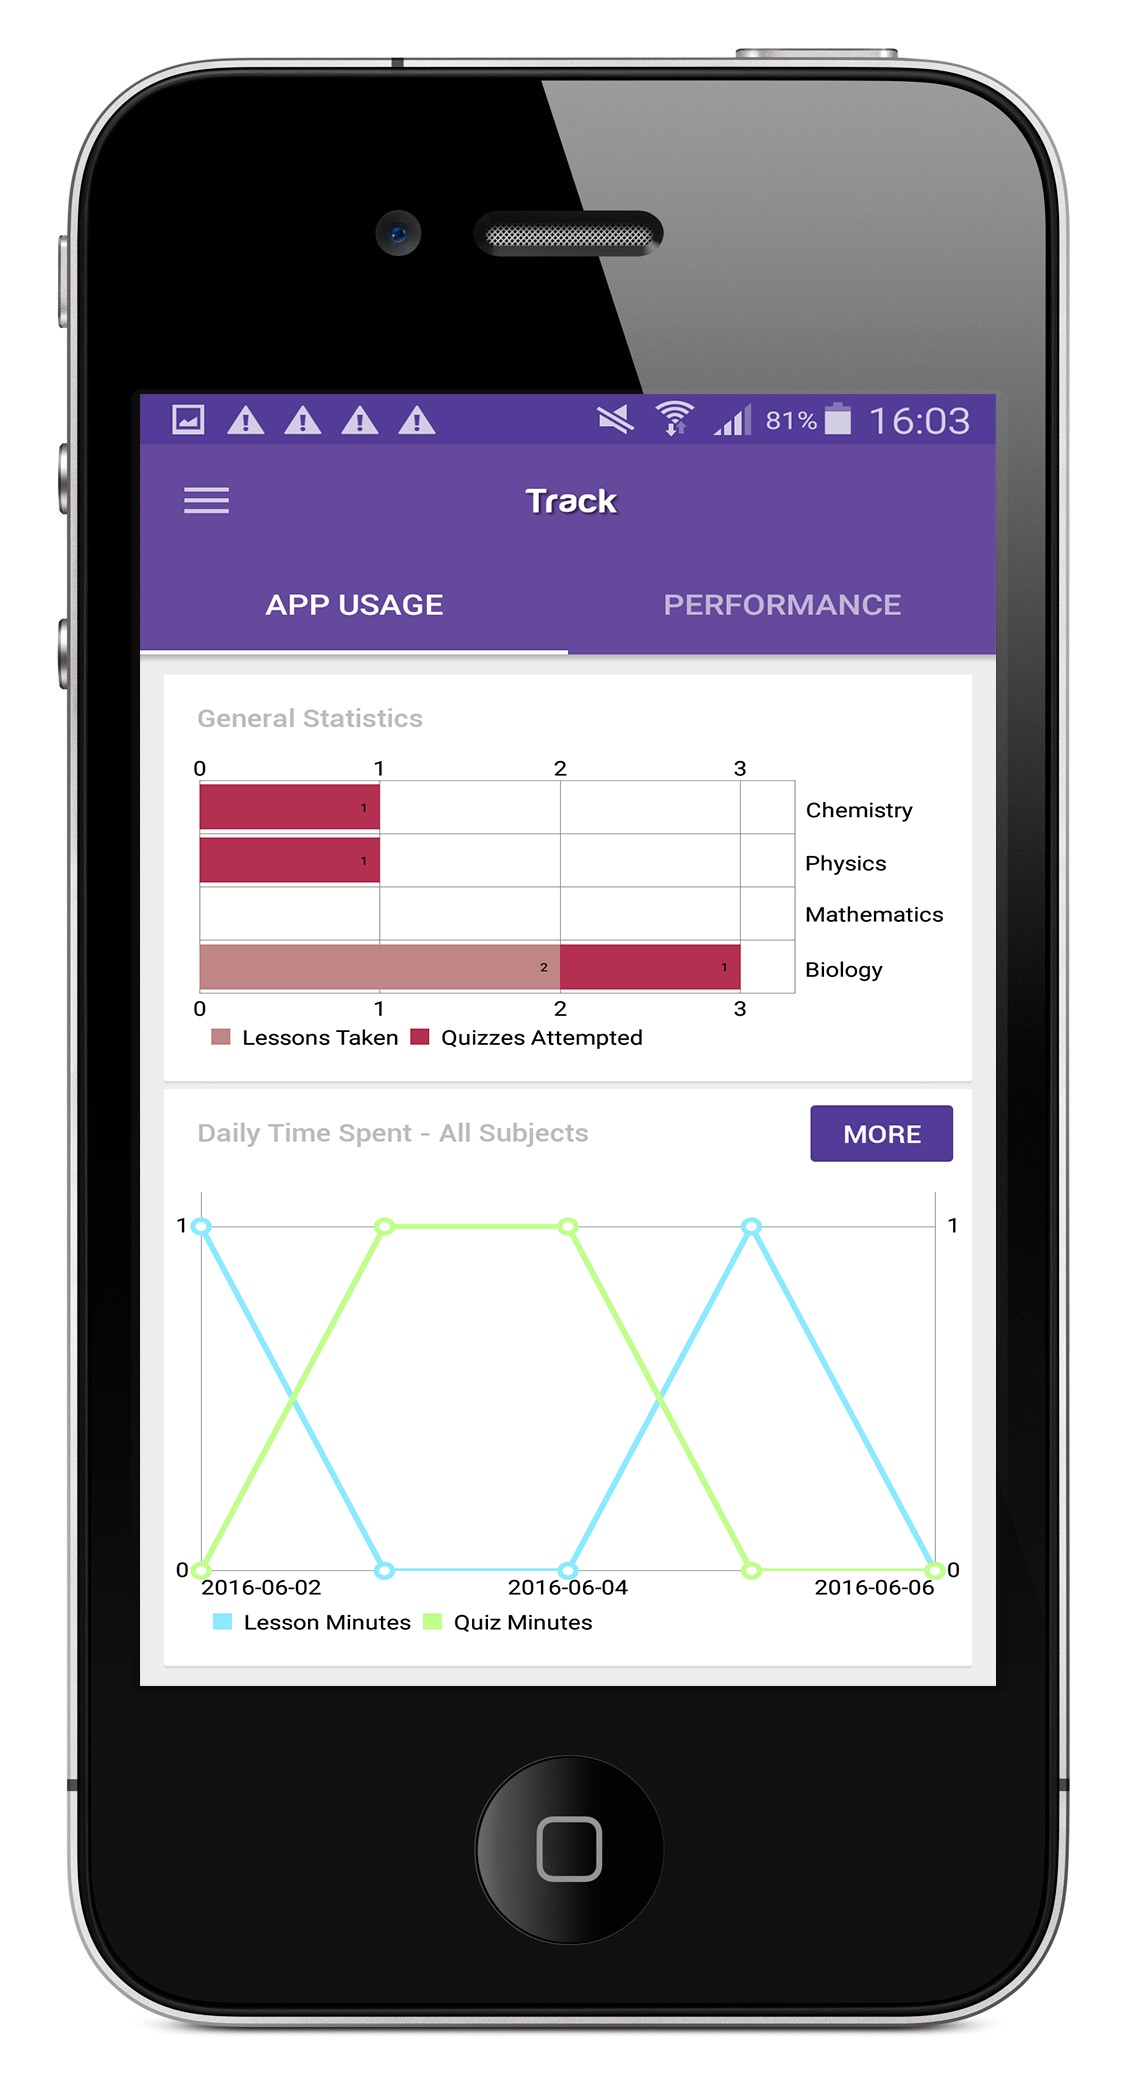 81% 16:03
Track
APP USAGE PERFORMANCE
General Statistics
0 1 2 3
1 Chemistry
1 Physics
Mathematics
2 1 Biology
0 1 2 3
Lessons Taken Quizzes Attempted
Daily Time Spent - All Subjects MORE
1 1
0 0
2016-06-02 2016-06-04 2016-06-06
Lesson Minutes Quiz Minutes